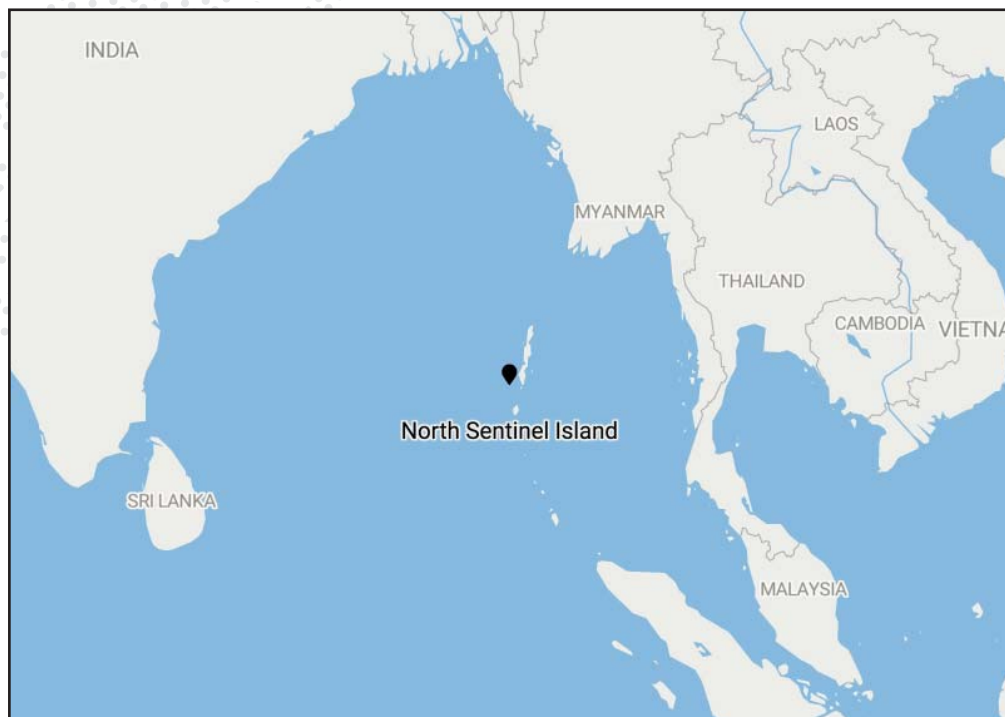 INDIA
LAOS
MYANMAR
THAILAND
CAMBODIA
VIETNA
North Sentinel Island
SRI LANKA
MALAYSIA